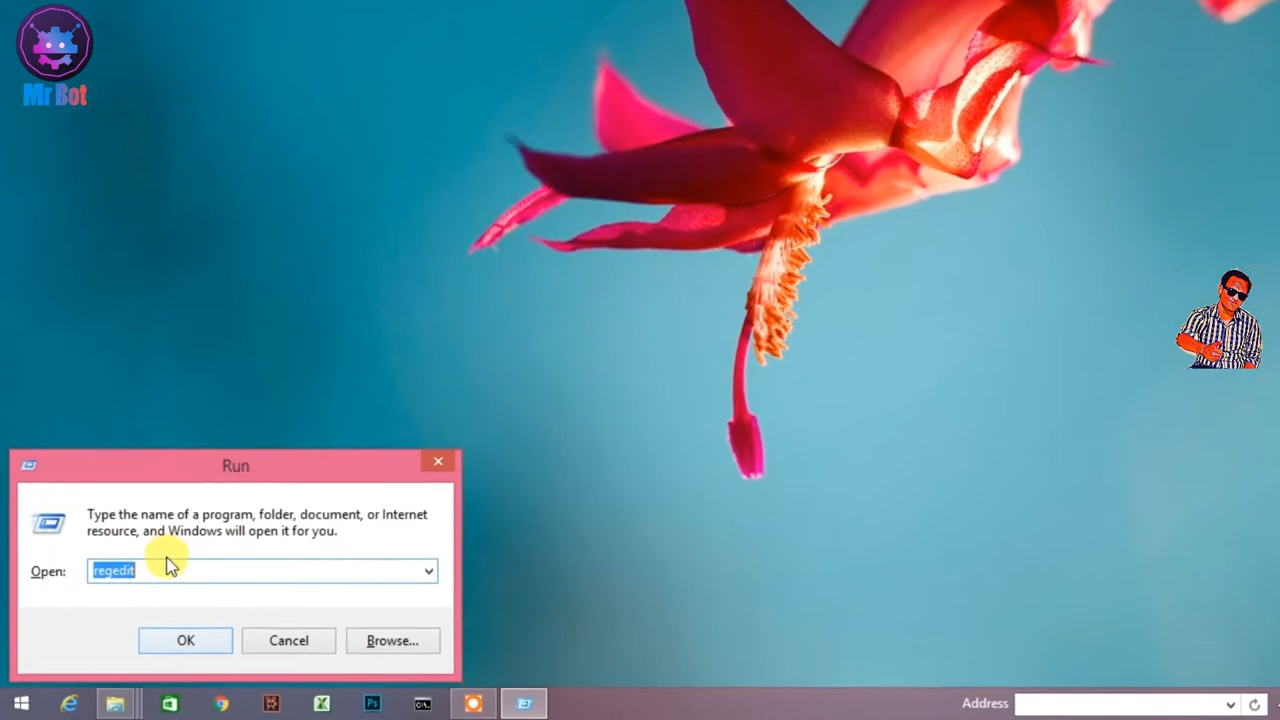 Mr Bot
Run
Type the name of a program, folder, document, or Internet
resource, and Windows will open it for you.
Open:
regedit
OK
Cancel
Browse...
Address